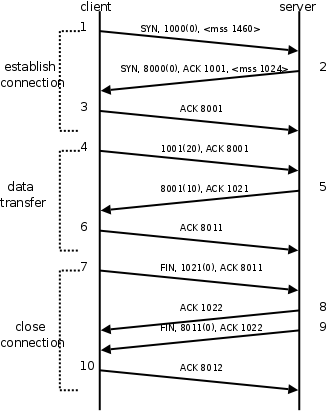 client server
1 SYN, 1000(0), <mss 1460>
SYN, 8000(0), ACK 1001, <mss 1024> 2
establish
connection
3 ACK 8001
4 1001(20), ACK 8001
data
transfer
8001(10), ACK 1021 5
6 ACK 8011
7 FIN, 1021(0), ACK 8011
ACK 1022 8
close
connection
FIN, 8011(0), ACK 1022 9
10 ACK 8012